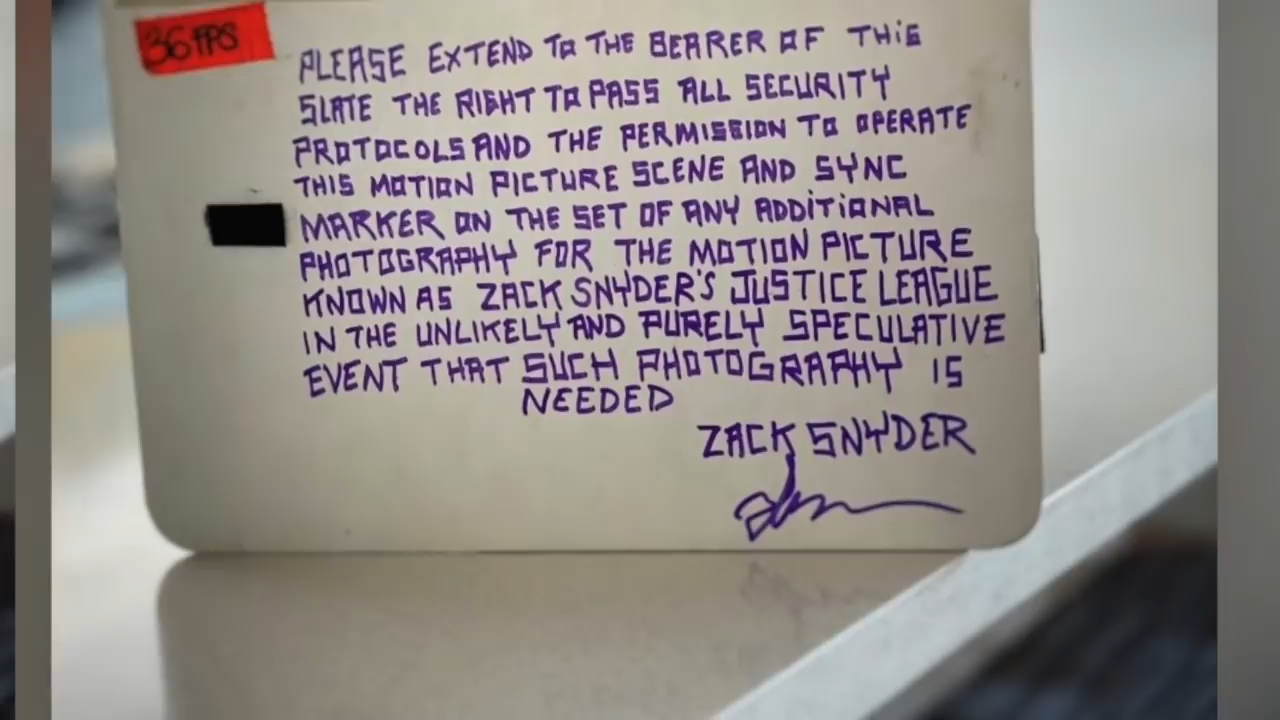 36 FPS
PLEASE EXTEND TO THE BEARER OF THiS
SLATE THE RIGHT TO PASS ALL SECURITY
PROTOCOLS AND THE PERMISSION TO OPERATE
THIS MOTION PICTURE SCENE AND SYNC
MARKER ON THE SET OF ANY ADDiTiONAL
PHOTOGRAPHY FOR THE MOTION PICTURE
KNOWN AS ZACK SNYDER'S JUSTICE LEAGUE
IN THE UNLIKELY AND PURELY SPECULATIVE
EVENT THAT SUCH PHOTOGRAPHY IS
NEEDED
ZACK SNYDER